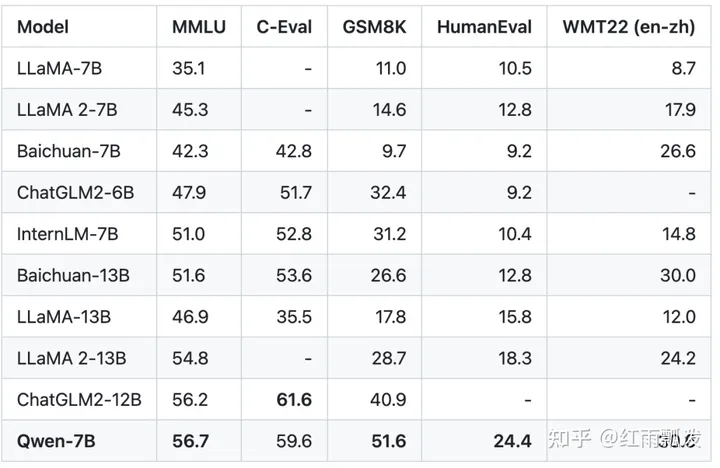 Model MMLU C-Eval GSM8K HumanEval WMT22 (en-zh)
LLaMA-7B 35.1 - 11.0 10.5 8.7
LLaMA 2-7B 45.3 - 14.6 12.8 17.9
Baichuan-7B 42.3 42.8 9.7 9.2 26.6
ChatGLM2-6B 47.9 51.7 32.4 9.2 -
InternLM-7B 51.0 52.8 31.2 10.4 14.8
Baichuan-13B 51.6 53.6 26.6 12.8 30.0
LLaMA-13B 46.9 35.5 17.8 15.8 12.0
LLaMA 2-13B 54.8 - 28.7 18.3 24.2
ChatGLM2-12B 56.2 61.6 40.9 - -
Qwen-7B 56.7 59.6 51.6 24.4
知乎 @红雨瓢泼